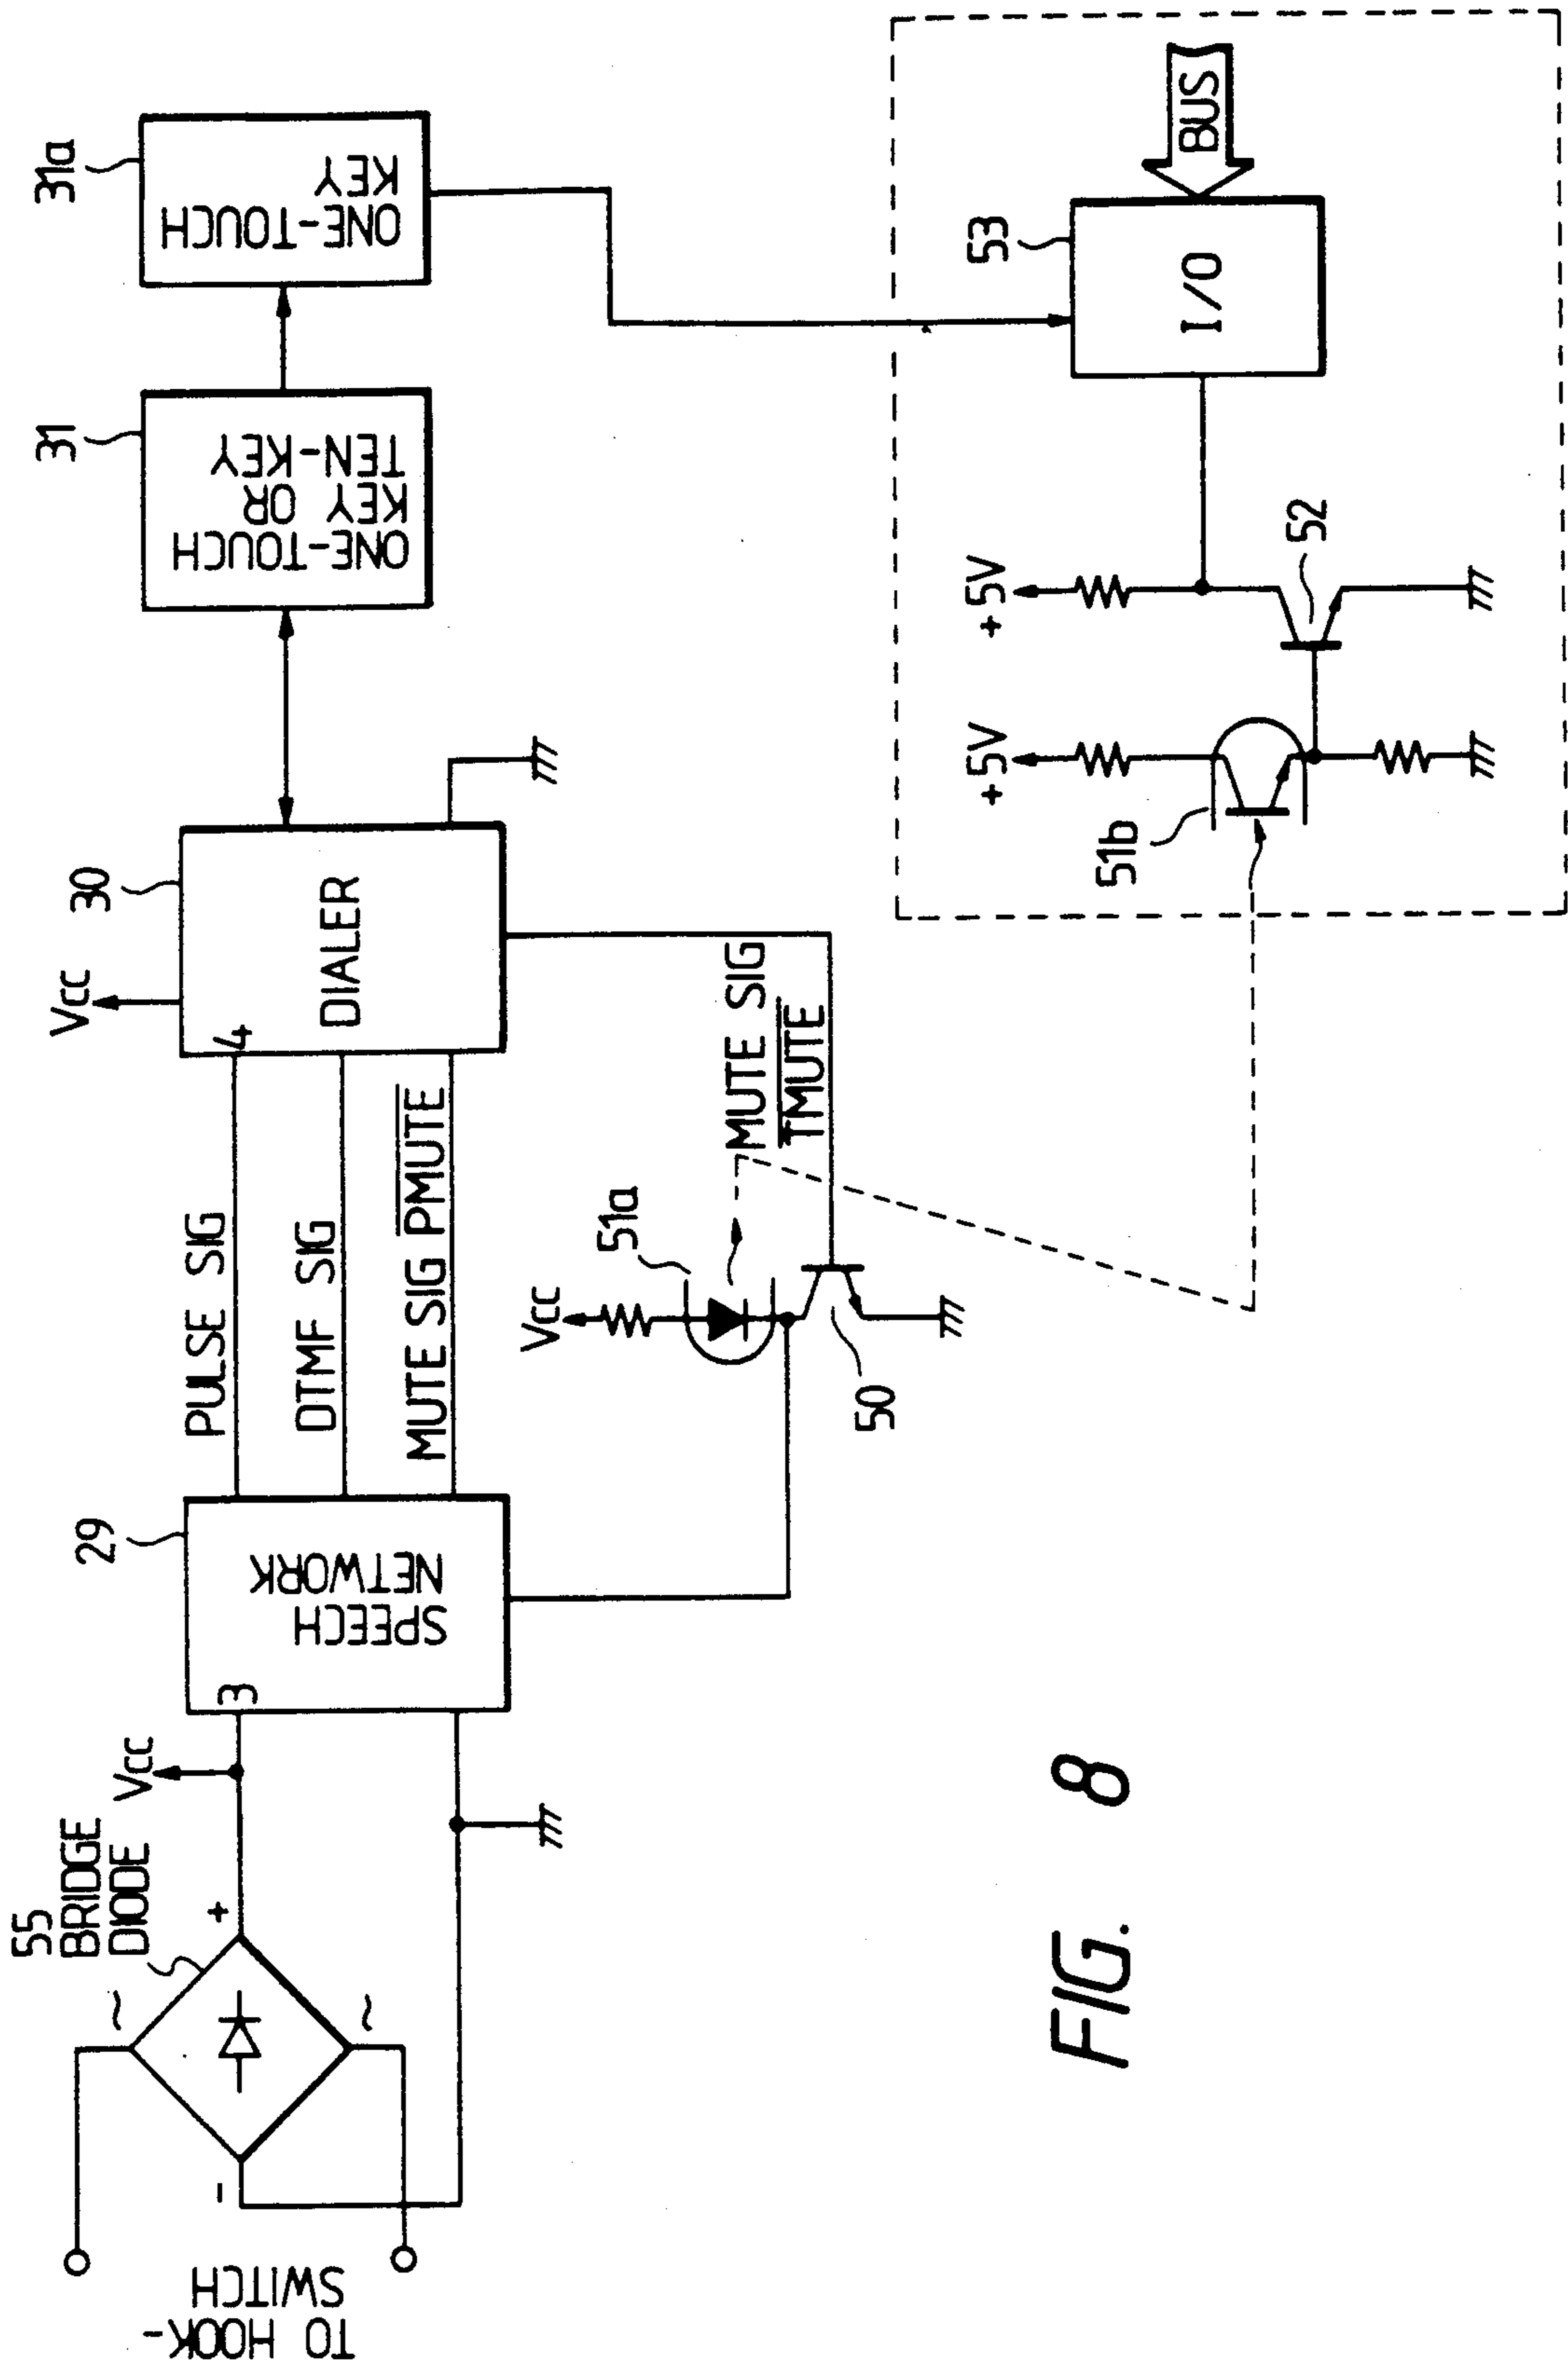 55
BRIDGE
DIODE
~
~
+
-
TO HOOK-
SWITCH
Vcc
29
3
SPEECH
NETWORK
PULSE SIG
DTMF SIG
MUTE SIG PMUTE
Vcc
30
4
DIALER
31
ONE-TOUCH
KEY OR
TEN-KEY
31a
ONE-TOUCH
KEY
Vcc
51a
MUTE SIG
TMUTE
50
51b
+5V
+5V
52
53
I/O
BUS
FIG. 8